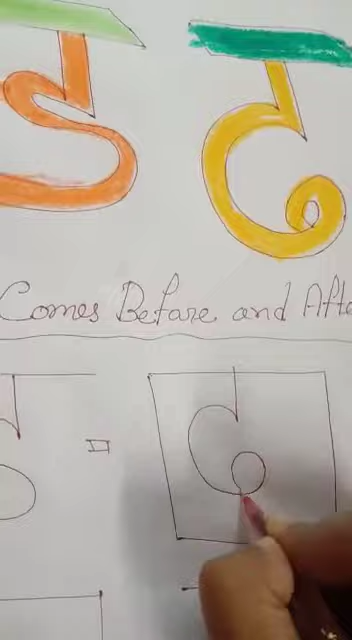 ड ढ
Comes Before and Afte
= ढ